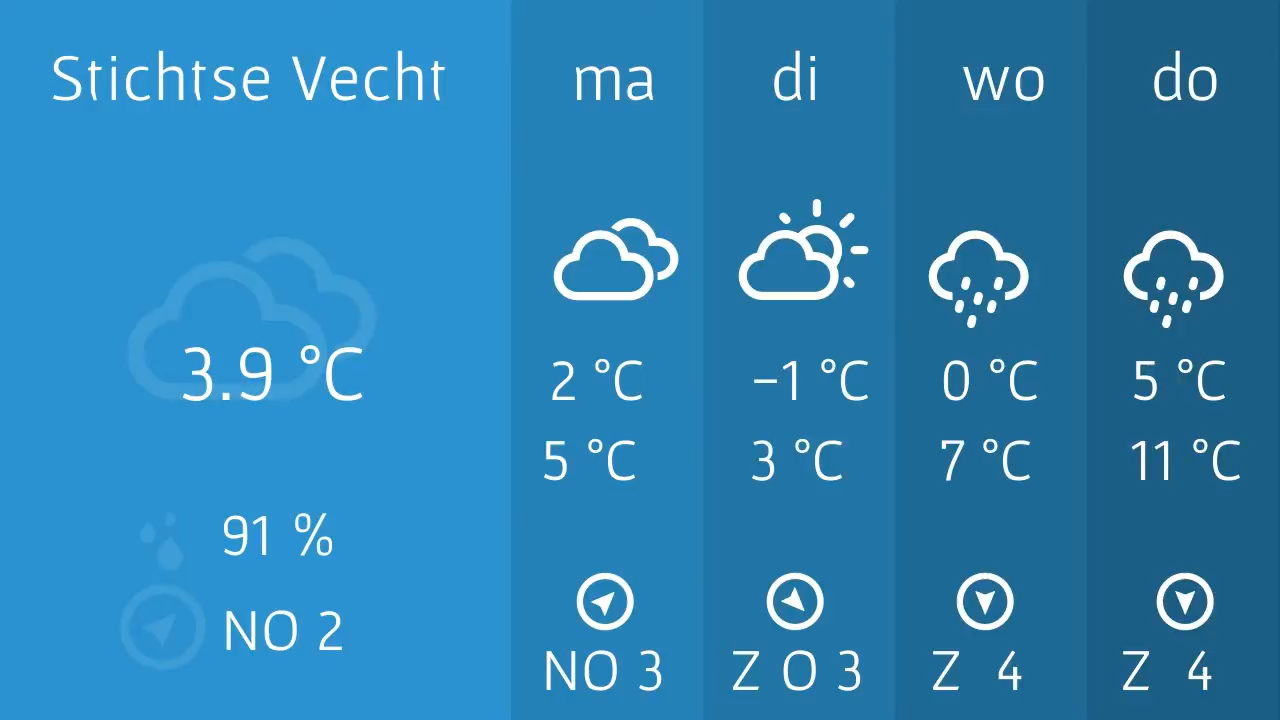 Stichtse Vecht
3.9 °C
91 %
NO 2
ma
2 °C
5 °C
NO 3
di
−1 °C
3 °C
Z O 3
wo
0 °C
7 °C
Z 4
do
5 °C
11 °C
Z 4